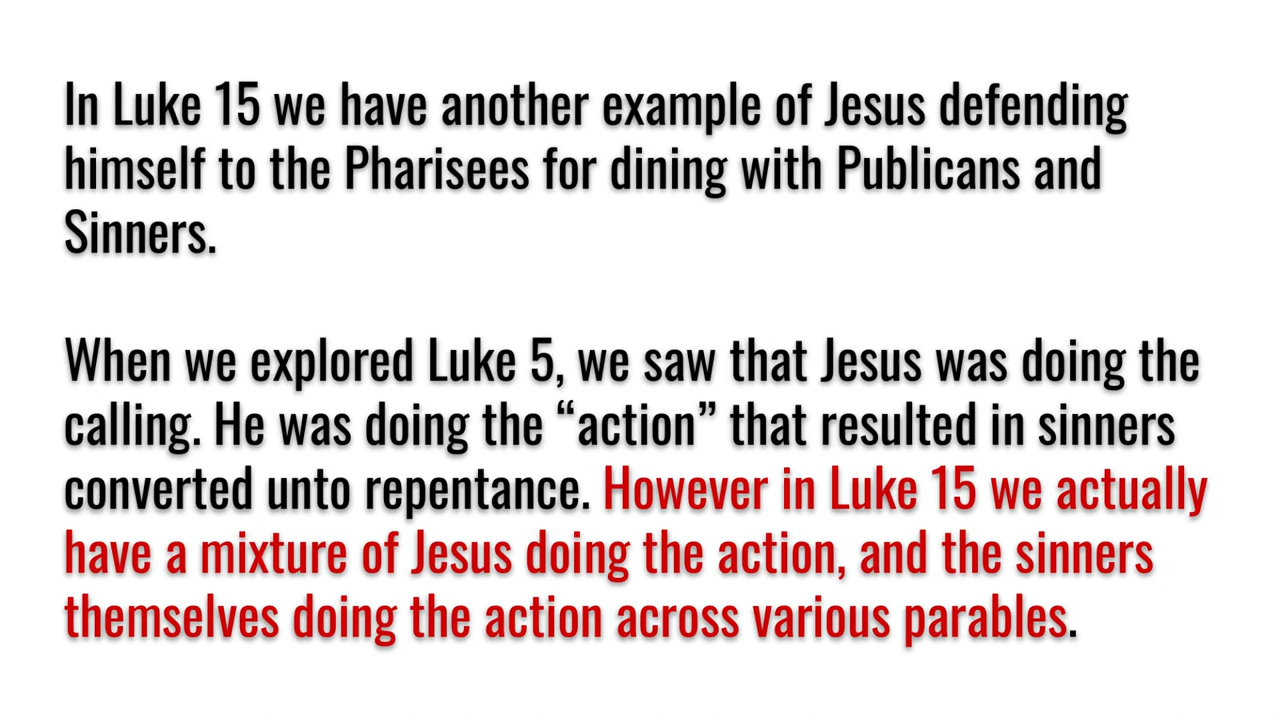 In Luke 15 we have another example of Jesus defending
himself to the Pharisees for dining with Publicans and
Sinners.
When we explored Luke 5, we saw that Jesus was doing the
calling. He was doing the “action” that resulted in sinners
converted unto repentance. However in Luke 15 we actually
have a mixture of Jesus doing the action, and the sinners
themselves doing the action across various parables.